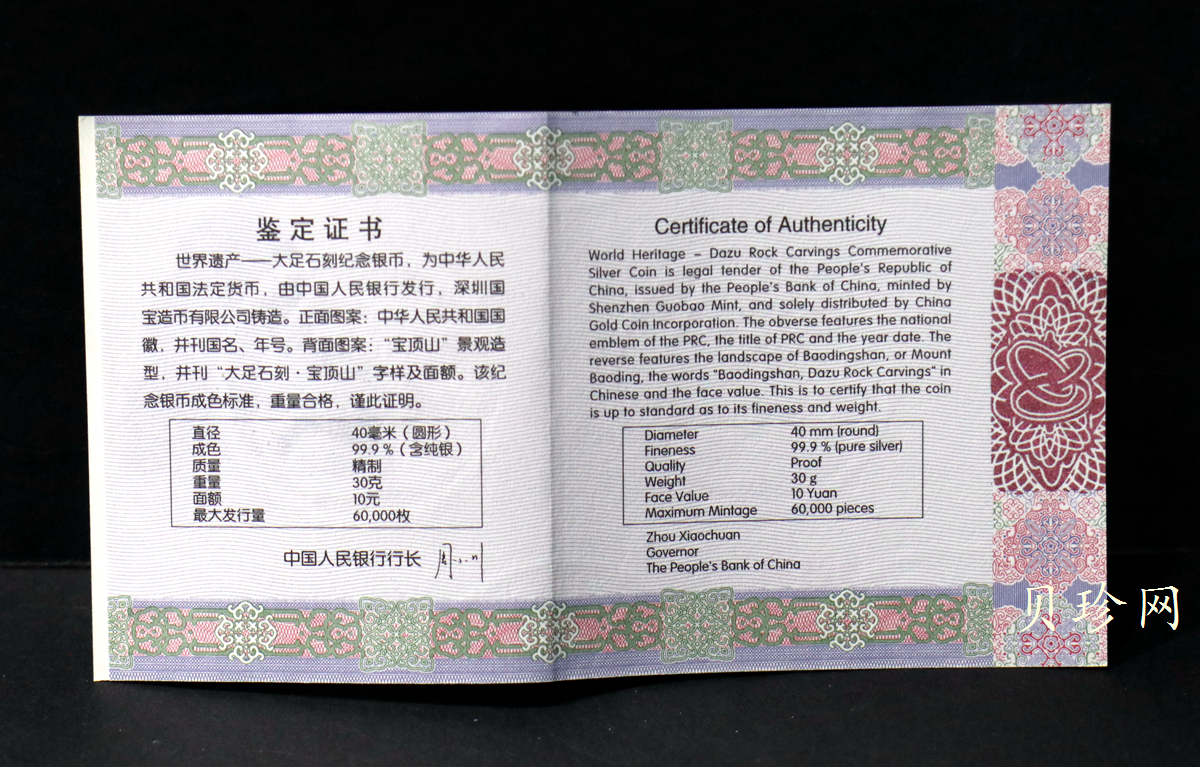 鉴定证书
世界遗产——大足石刻纪念银币，为中华人民
共和国法定货币，由中国人民银行发行，深圳国
宝造币有限公司铸造。正面图案：中华人民共和国国
徽，并刊国名、年号。背面图案：“宝顶山”景观造
型，并刊“大足石刻·宝顶山”字样及面额。该纪
念银币成色标准，重量合格，谨此证明。
直径 40毫米（圆形）
成色 99.9％（含纯银）
质量 精制
重量 30克
面额 10元
最大发行量 60,000枚
中国人民银行行长
Certificate of Authenticity
World Heritage – Dazu Rock Carvings Commemorative
Silver Coin is legal tender of the People's Republic of
China, issued by the People's Bank of China, minted by
Shenzhen Guobao Mint, and solely distributed by China
Gold Coin Incorporation. The obverse features the national
emblem of the PRC, the title of PRC and the year date. The
reverse features the landscape of Baodingshan, or Mount
Baoding, the words "Baodingshan, Dazu Rock Carvings" in
Chinese and the face value. This is to certify that the coin
is up to standard as to its fineness and weight.
Diameter 40 mm (round)
Fineness 99.9 % (pure silver)
Quality Proof
Weight 30 g
Face Value 10 Yuan
Maximum Mintage 60,000 pieces
Zhou Xiaochuan
Governor
The People's Bank of China
贝珍网